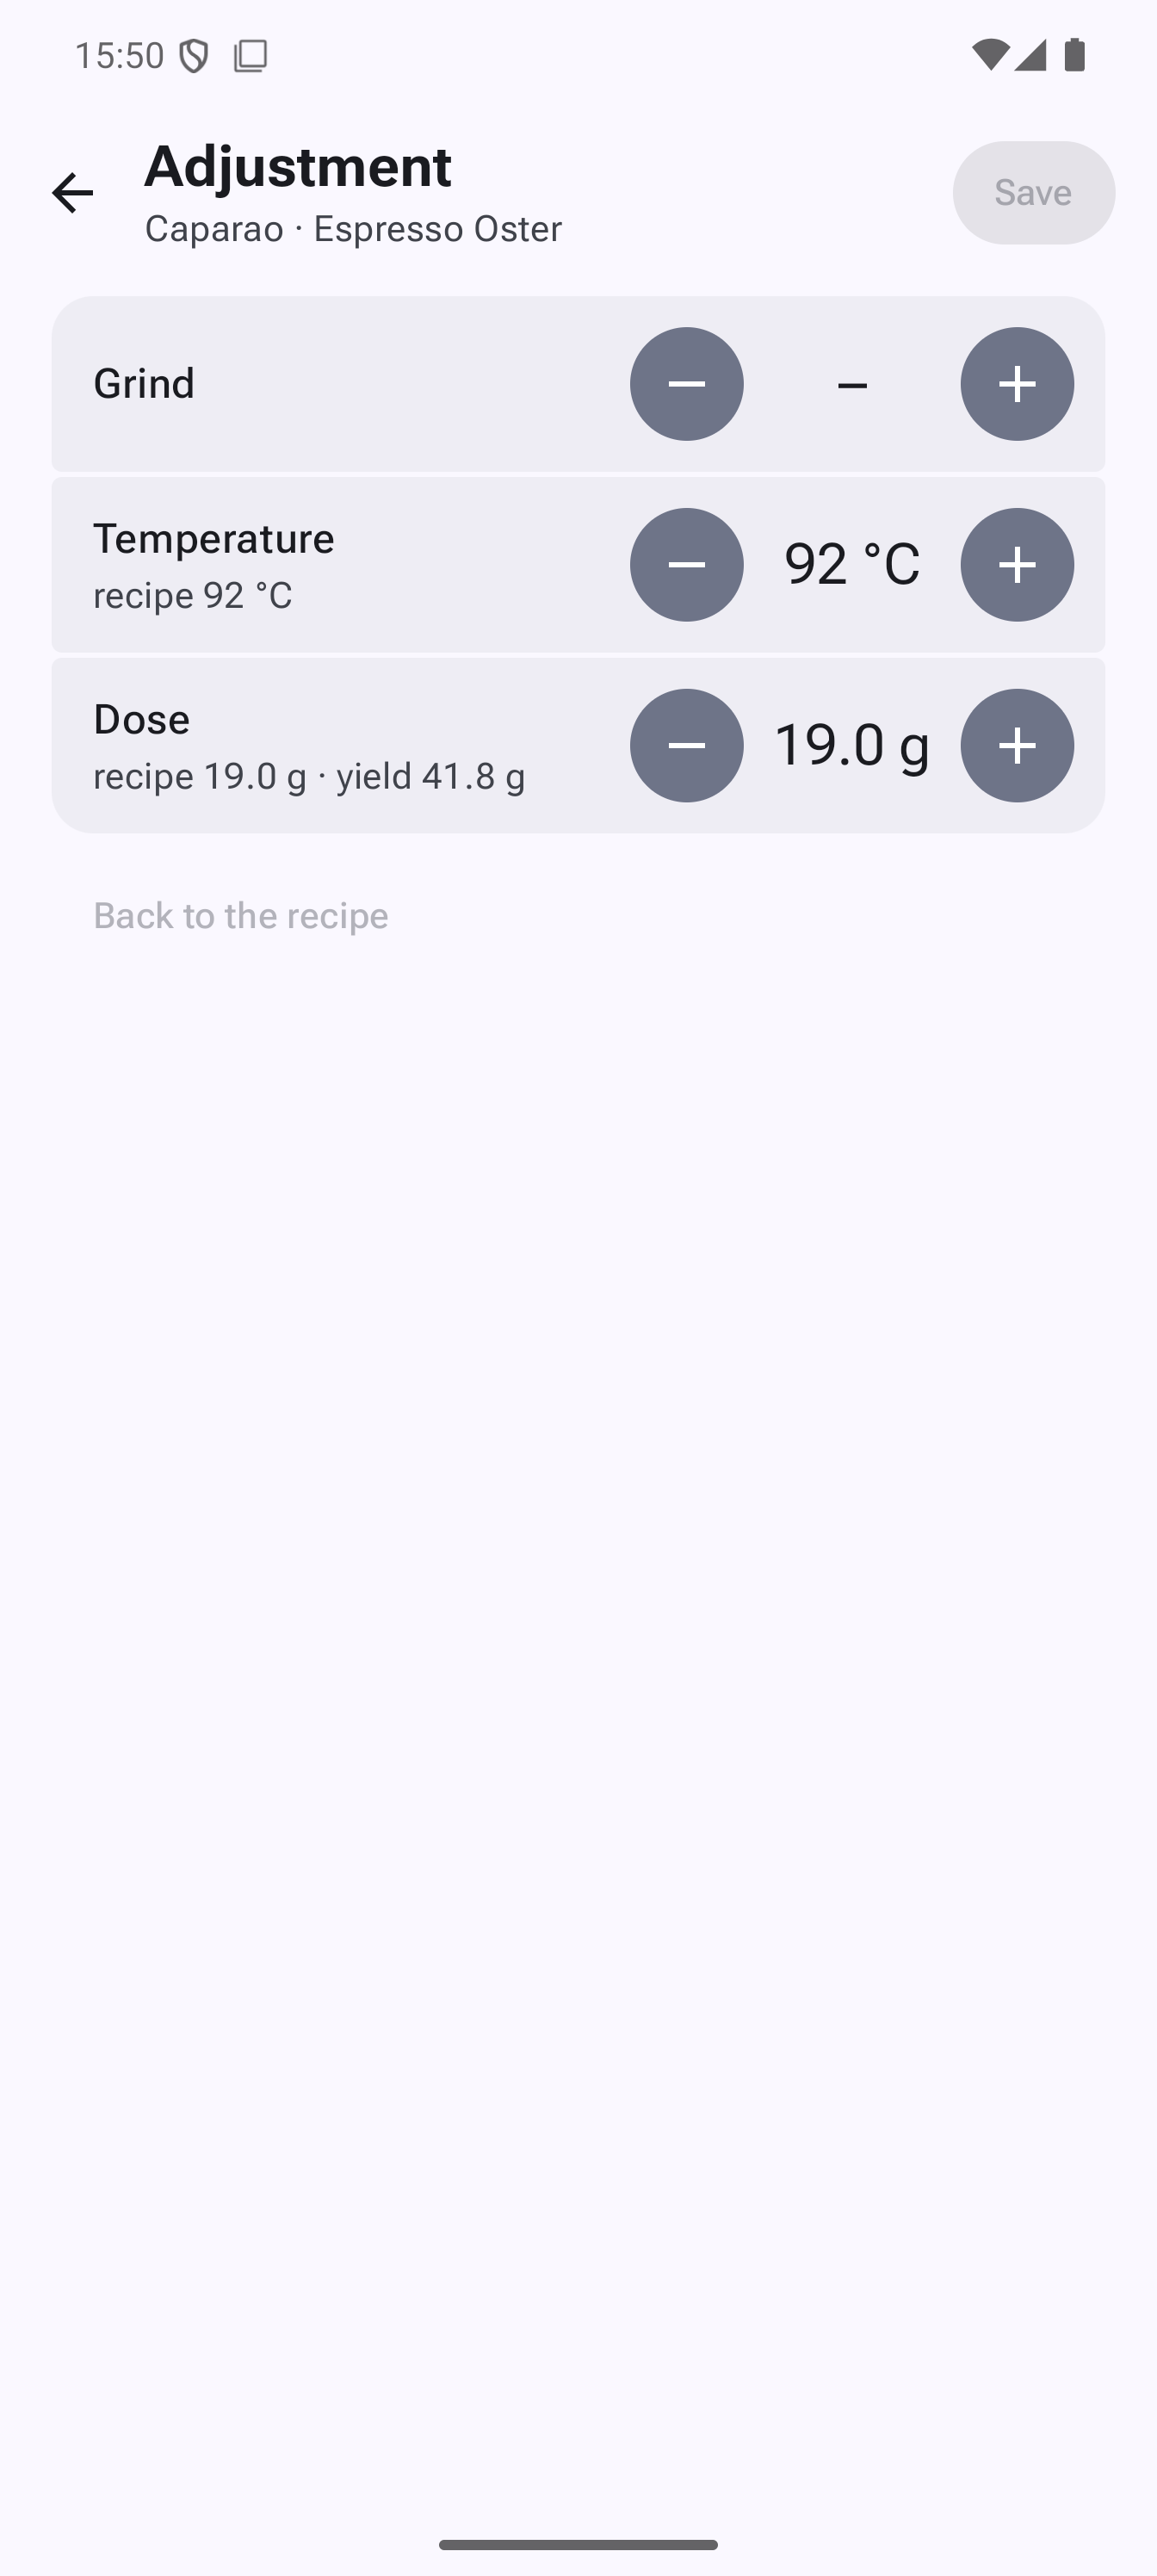 15:50
Adjustment
Caparao · Espresso Oster
Save
Grind
–
Temperature
recipe 92 °C
92 °C
Dose
recipe 19.0 g · yield 41.8 g
19.0 g
Back to the recipe